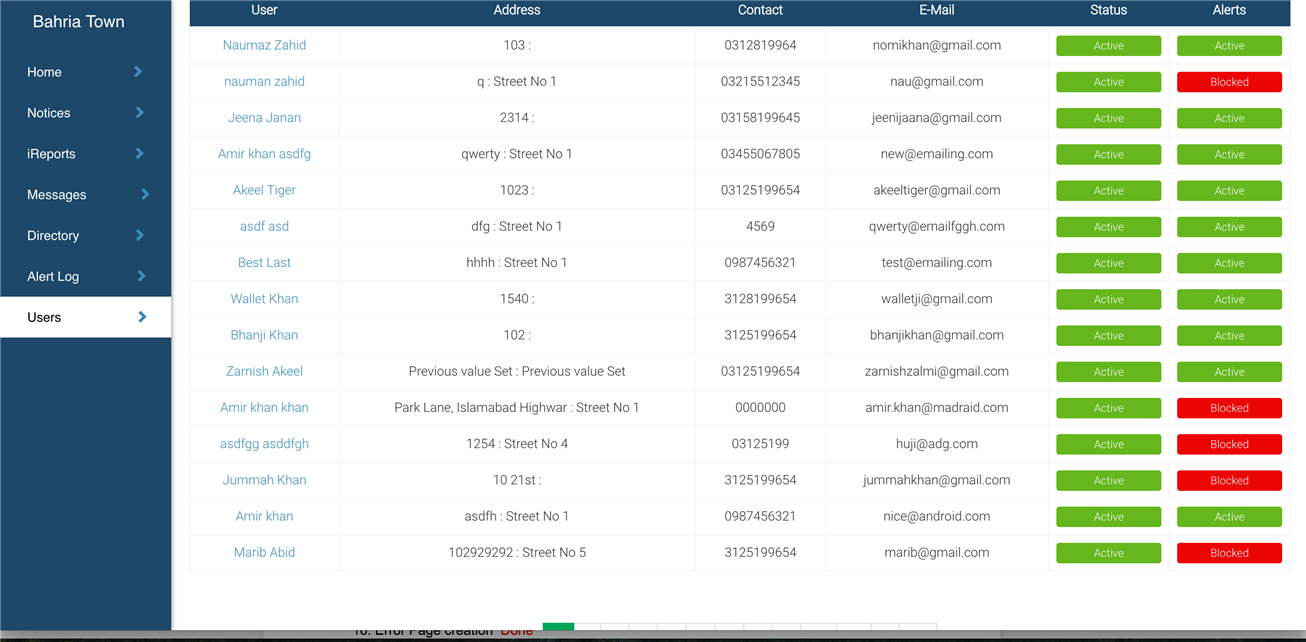 Bahria Town
Home
Notices
iReports
Messages
Directory
Alert Log
Users
User Address Contact E-Mail Status Alerts
Naumaz Zahid 103 : 0312819964 nomikhan@gmail.com Active Active
nauman zahid q : Street No 1 03215512345 nau@gmail.com Active Blocked
Jeena Janan 2314 : 03158199645 jeenijaana@gmail.com Active Active
Amir khan asdfg qwerty : Street No 1 03455067805 new@emailing.com Active Active
Akeel Tiger 1023 : 03125199654 akeeltiger@gmail.com Active Active
asdf asd dfg : Street No 1 4569 qwerty@emailfggh.com Active Active
Best Last hhhh : Street No 1 0987456321 test@emailing.com Active Active
Wallet Khan 1540 : 3128199654 walletji@gmail.com Active Active
Bhanji Khan 102 : 3125199654 bhanjikhan@gmail.com Active Active
Zarnish Akeel Previous value Set : Previous value Set 03125199654 zarnishzalmi@gmail.com Active Active
Amir khan khan Park Lane, Islamabad Highwar : Street No 1 0000000 amir.khan@madraid.com Active Blocked
asdfgg asddfgh 1254 : Street No 4 03125199 huji@adg.com Active Blocked
Jummah Khan 10 21st : 3125199654 jummahkhan@gmail.com Active Blocked
Amir khan asdfh : Street No 1 0987456321 nice@android.com Active Active
Marib Abid 102929292 : Street No 5 3125199654 marib@gmail.com Active Blocked
16. Error Page creation Done